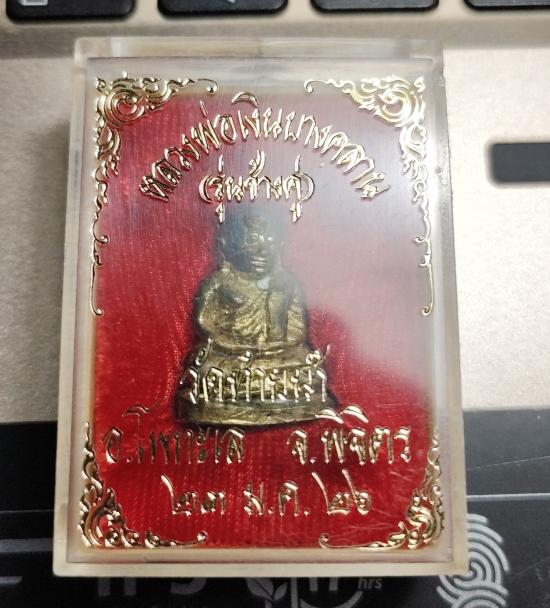 หลวงพ่อเงินบางคลาน
(รุ่นช้างคู่)
วัดท้ายน้ำ
อ.โพทะเล จ.พิจิตร
๒๓ ม.ค. ๒๖
hrs